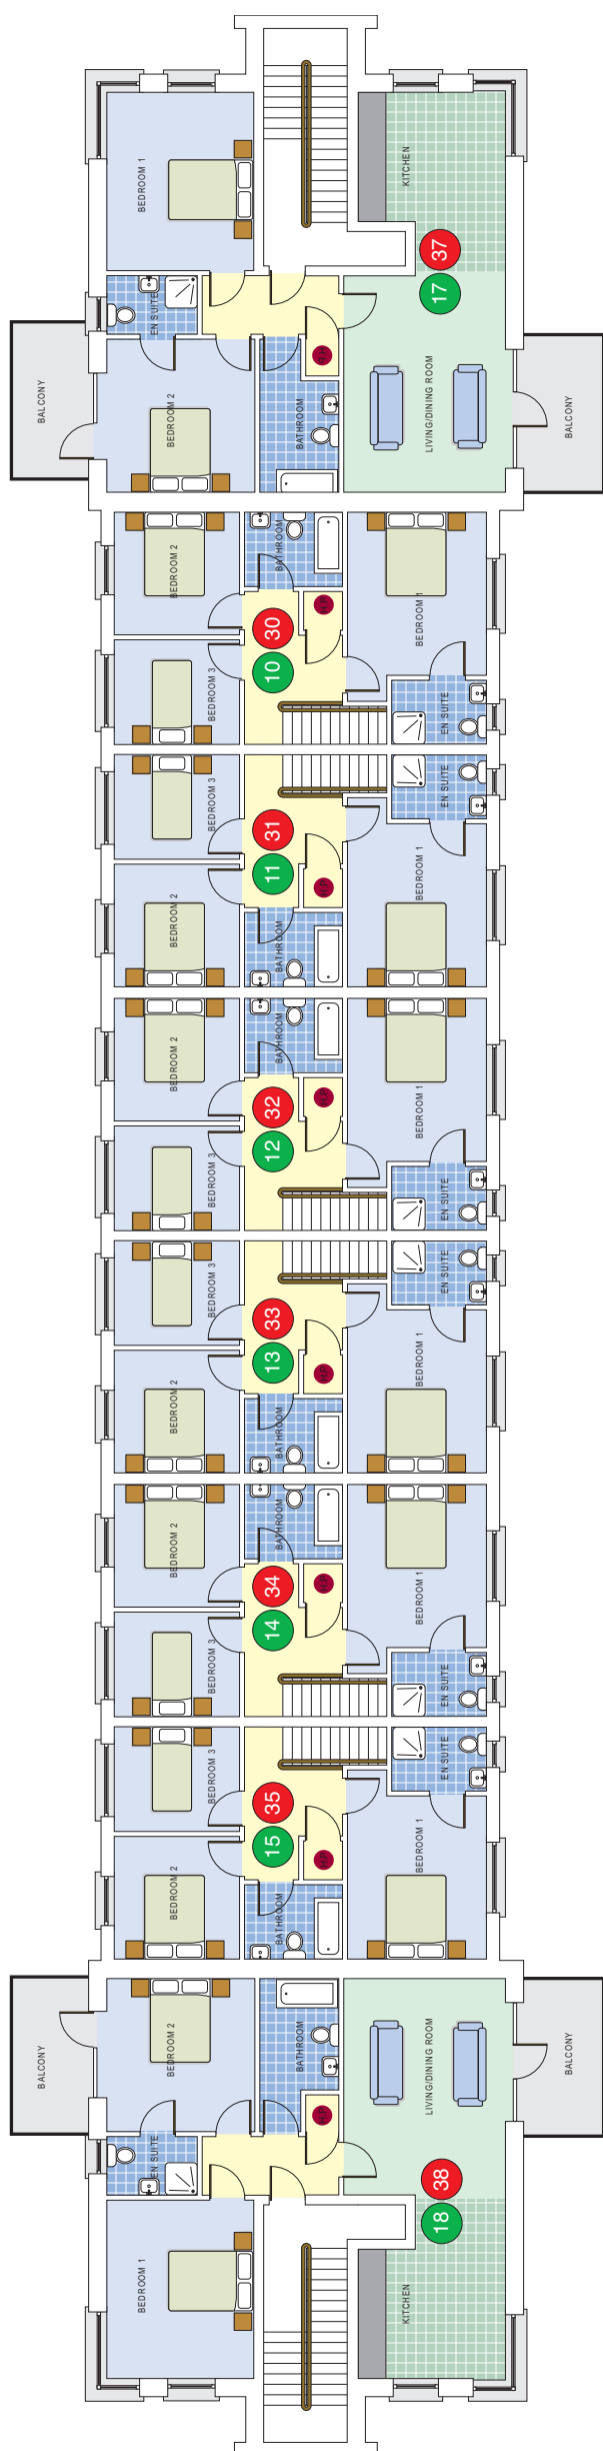 BALCONY
BEDROOM 1
EN SUITE
BEDROOM 2
BATHROOM
KITCHEN
37
17
LIVING/DINING ROOM
BALCONY
BEDROOM 2
BATHROOM
BEDROOM 1
30
10
BEDROOM 3
EN SUITE
BEDROOM 3
EN SUITE
31
11
BEDROOM 2
BATHROOM
BEDROOM 1
BEDROOM 2
BATHROOM
BEDROOM 1
32
12
BEDROOM 3
EN SUITE
BEDROOM 3
EN SUITE
33
13
BEDROOM 2
BATHROOM
BEDROOM 1
BEDROOM 2
BATHROOM
BEDROOM 1
34
14
BEDROOM 3
EN SUITE
BEDROOM 3
EN SUITE
35
15
BEDROOM 2
BATHROOM
BEDROOM 1
BALCONY
BEDROOM 2
BATHROOM
LIVING/DINING ROOM
BALCONY
EN SUITE
38
18
BEDROOM 1
KITCHEN